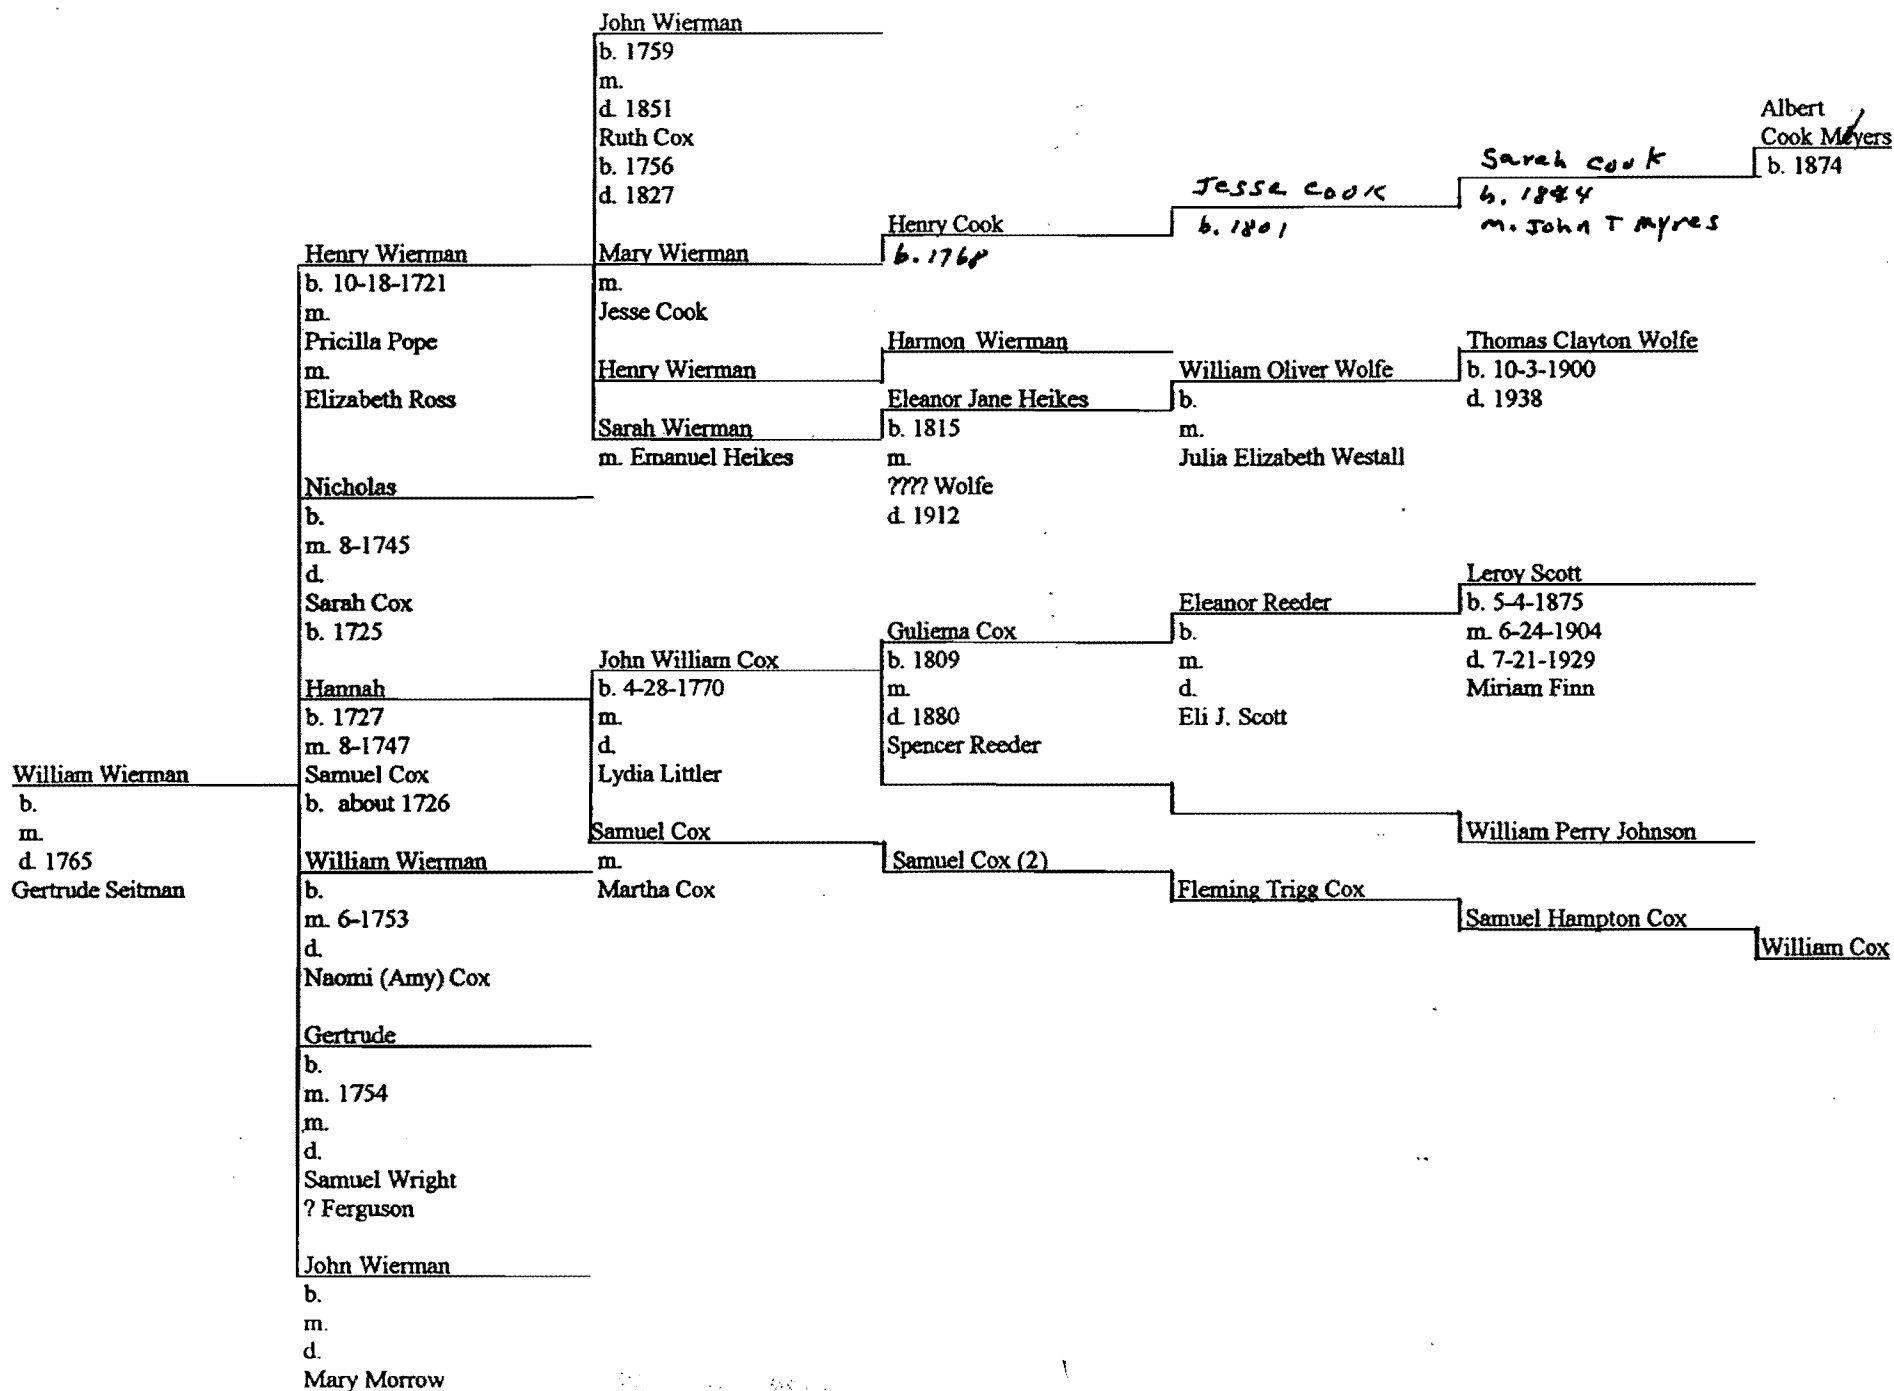 William Wierman
b.
m.
d. 1765
Gertrude Seitman
Henry Wierman
b. 10-18-1721
m.
Pricilla Pope
m.
Elizabeth Ross
Nicholas
b.
m. 8-1745
d.
Sarah Cox
b. 1725
Hannah
b. 1727
m. 8-1747
Samuel Cox
b. about 1726
William Wierman
b.
m. 6-1753
d.
Naomi (Amy) Cox
Gertrude
b.
m. 1754
m.
d.
Samuel Wright
? Ferguson
John Wierman
b.
m.
d.
Mary Morrow
John Wierman
b. 1759
m.
d. 1851
Ruth Cox
b. 1756
d. 1827
Mary Wierman
m.
Jesse Cook
Henry Wierman
Sarah Wierman
m. Emanuel Heikes
John William Cox
b. 4-28-1770
m.
d.
Lydia Littler
Samuel Cox
m.
Martha Cox
Henry Cook
b. 1768
Harmon Wierman
Eleanor Jane Heikes
b. 1815
m.
???? Wolfe
d. 1912
Guliema Cox
b. 1809
m.
d. 1880
Spencer Reeder
Samuel Cox (2)
Jesse Cook
b. 1801
William Oliver Wolfe
b.
m.
Julia Elizabeth Westall
Eleanor Reeder
b.
m.
d.
Eli J. Scott
Fleming Trigg Cox
Sarah Cook
b.
m. John T Myres
Thomas Clayton Wolfe
b. 10-3-1900
d. 1938
Leroy Scott
b. 5-4-1875
m. 6-24-1904
d. 7-21-1929
Miriam Finn
William Perry Johnson
Samuel Hampton Cox
Albert
Cook
b. 1874
William Cox